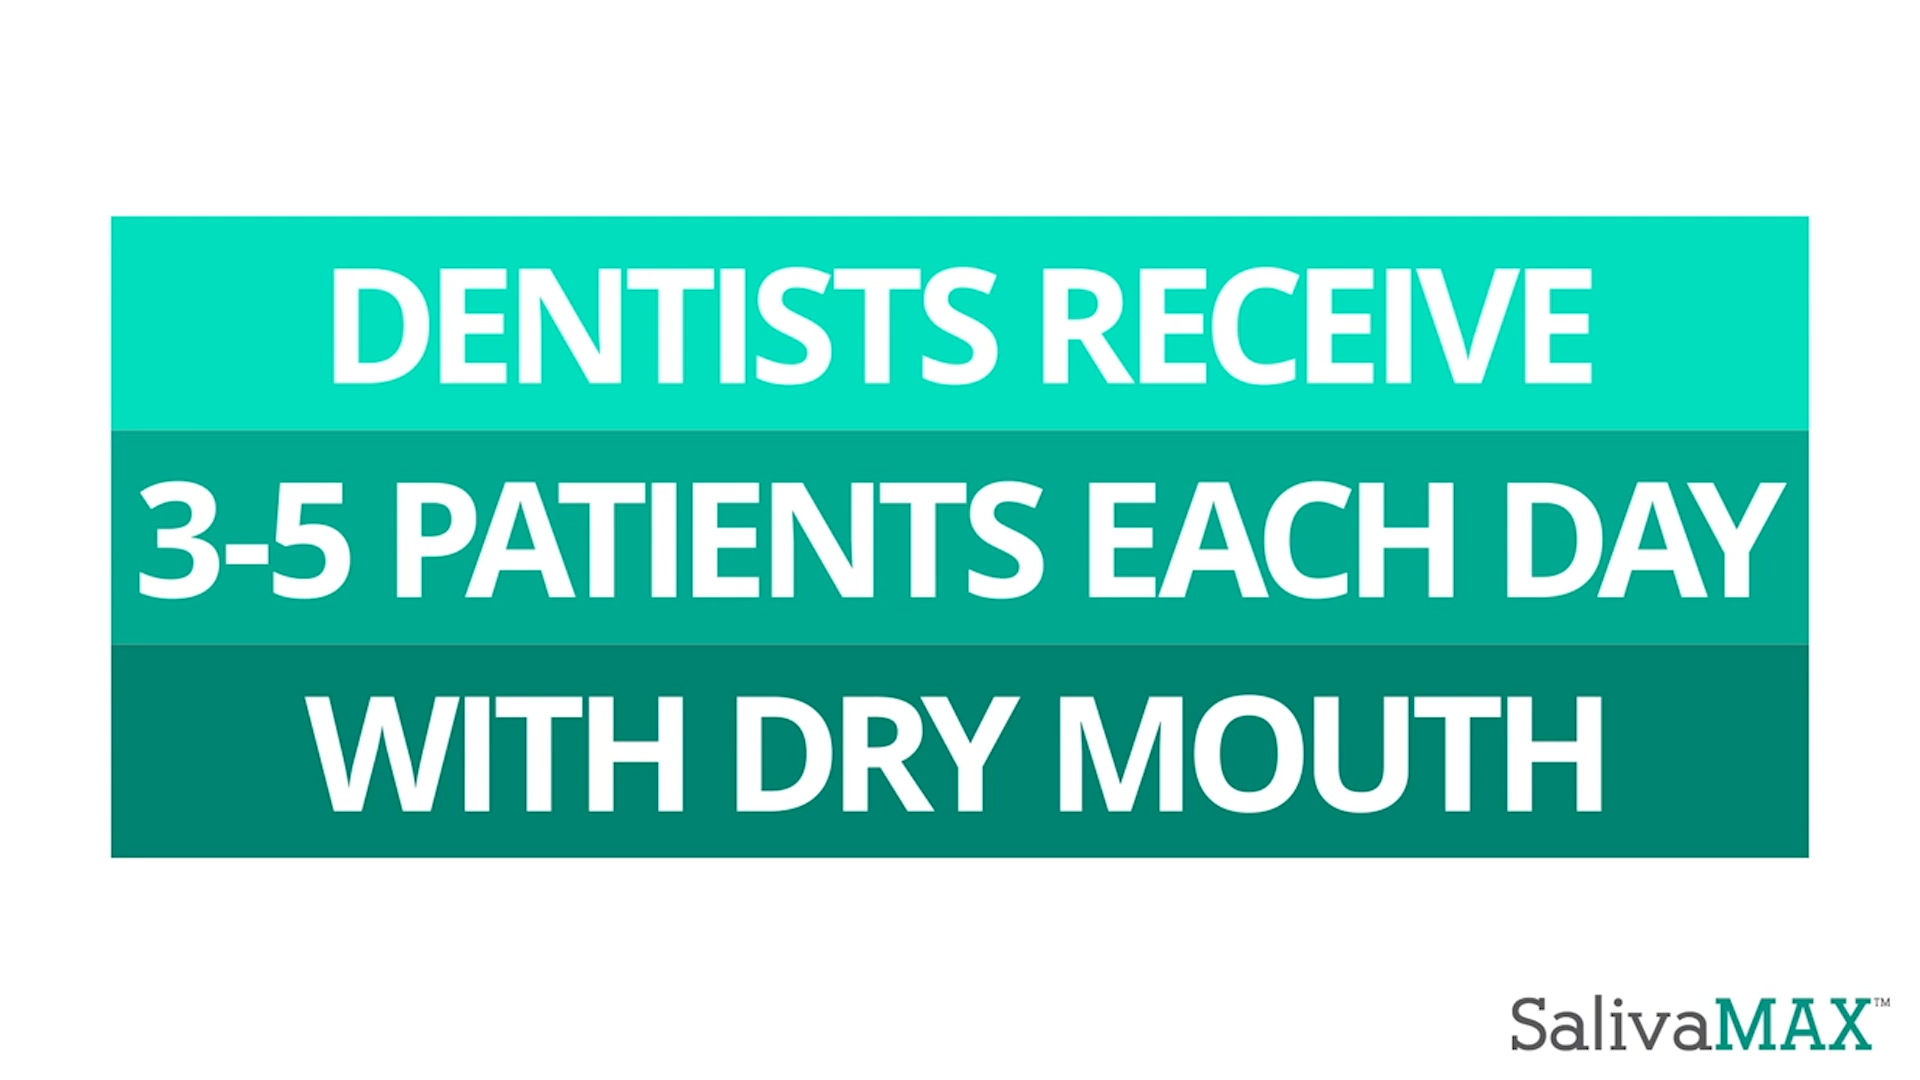 DENTISTS RECEIVE
3-5 PATIENTS EACH DAY
WITH DRY MOUTH
SalivaMAX™